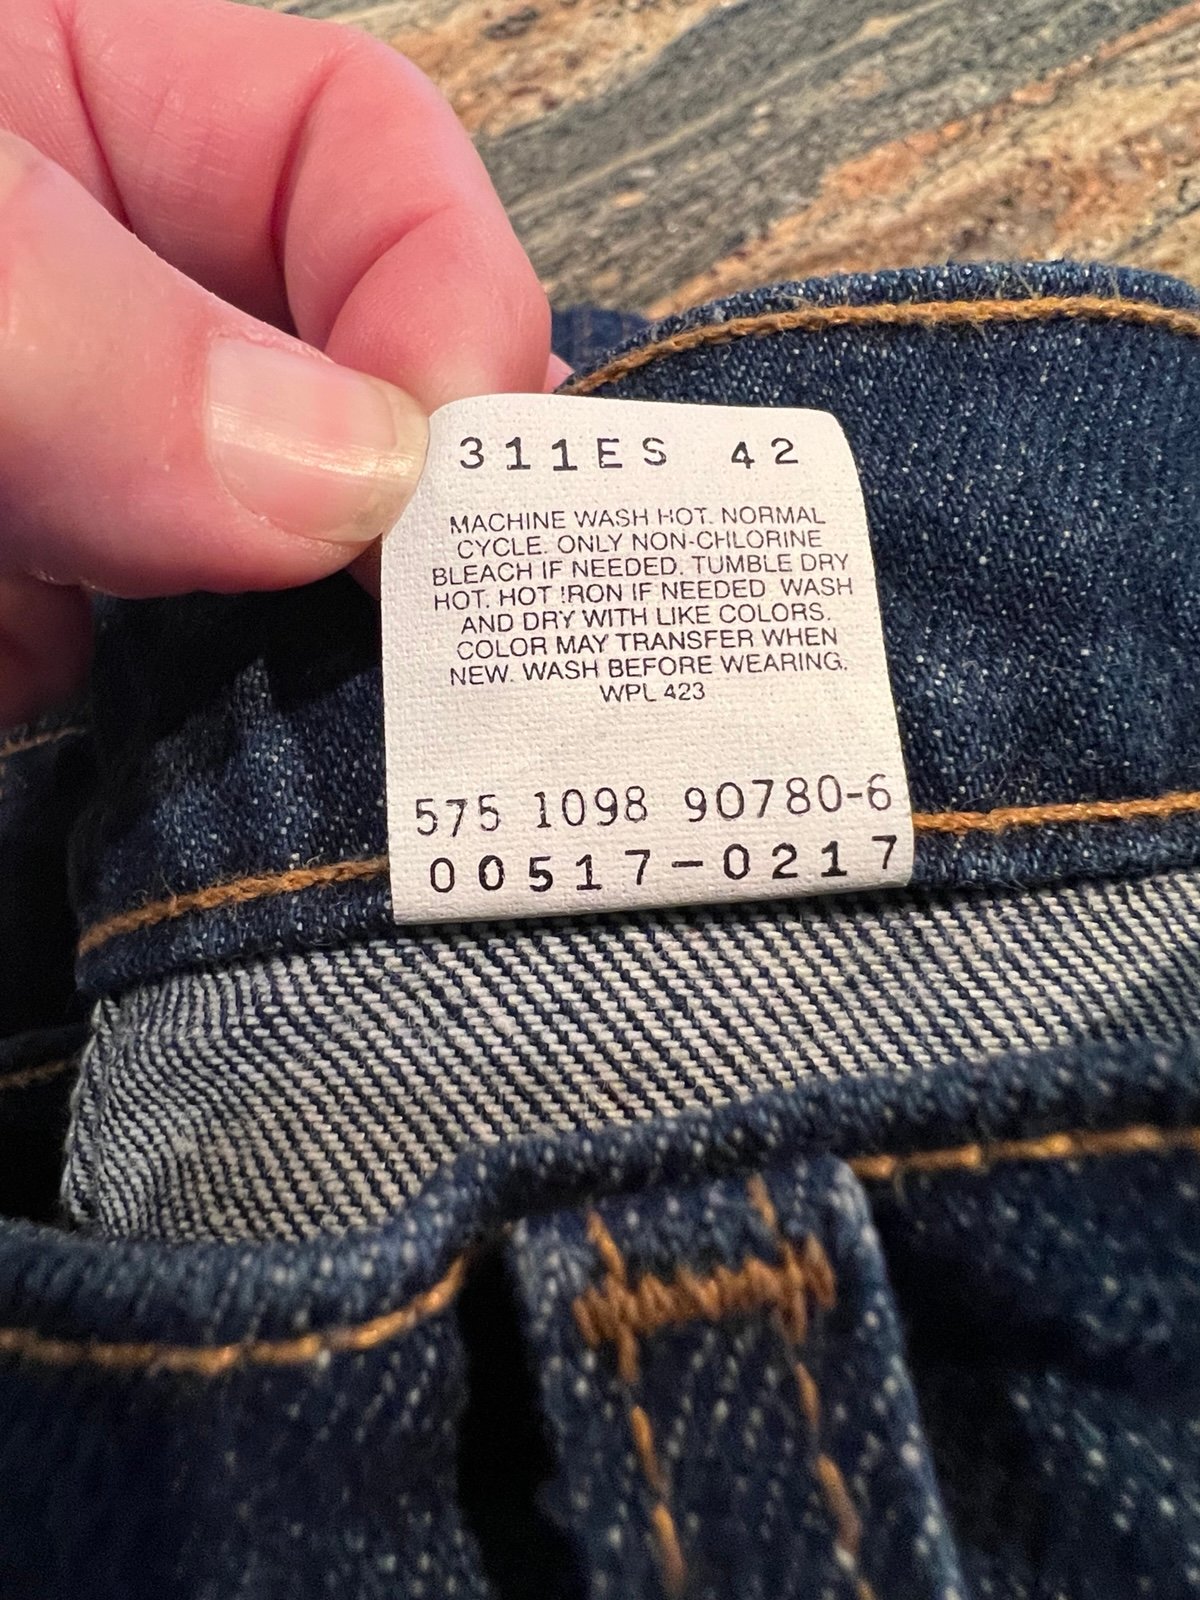 311ES 42
MACHINE WASH HOT. NORMAL
CYCLE. ONLY NON-CHLORINE
BLEACH IF NEEDED. TUMBLE DRY
HOT. HOT IRON IF NEEDED. WASH
AND DRY WITH LIKE COLORS.
COLOR MAY TRANSFER WHEN
NEW. WASH BEFORE WEARING.
WPL 423
575 1098 90780-6
00517-0217